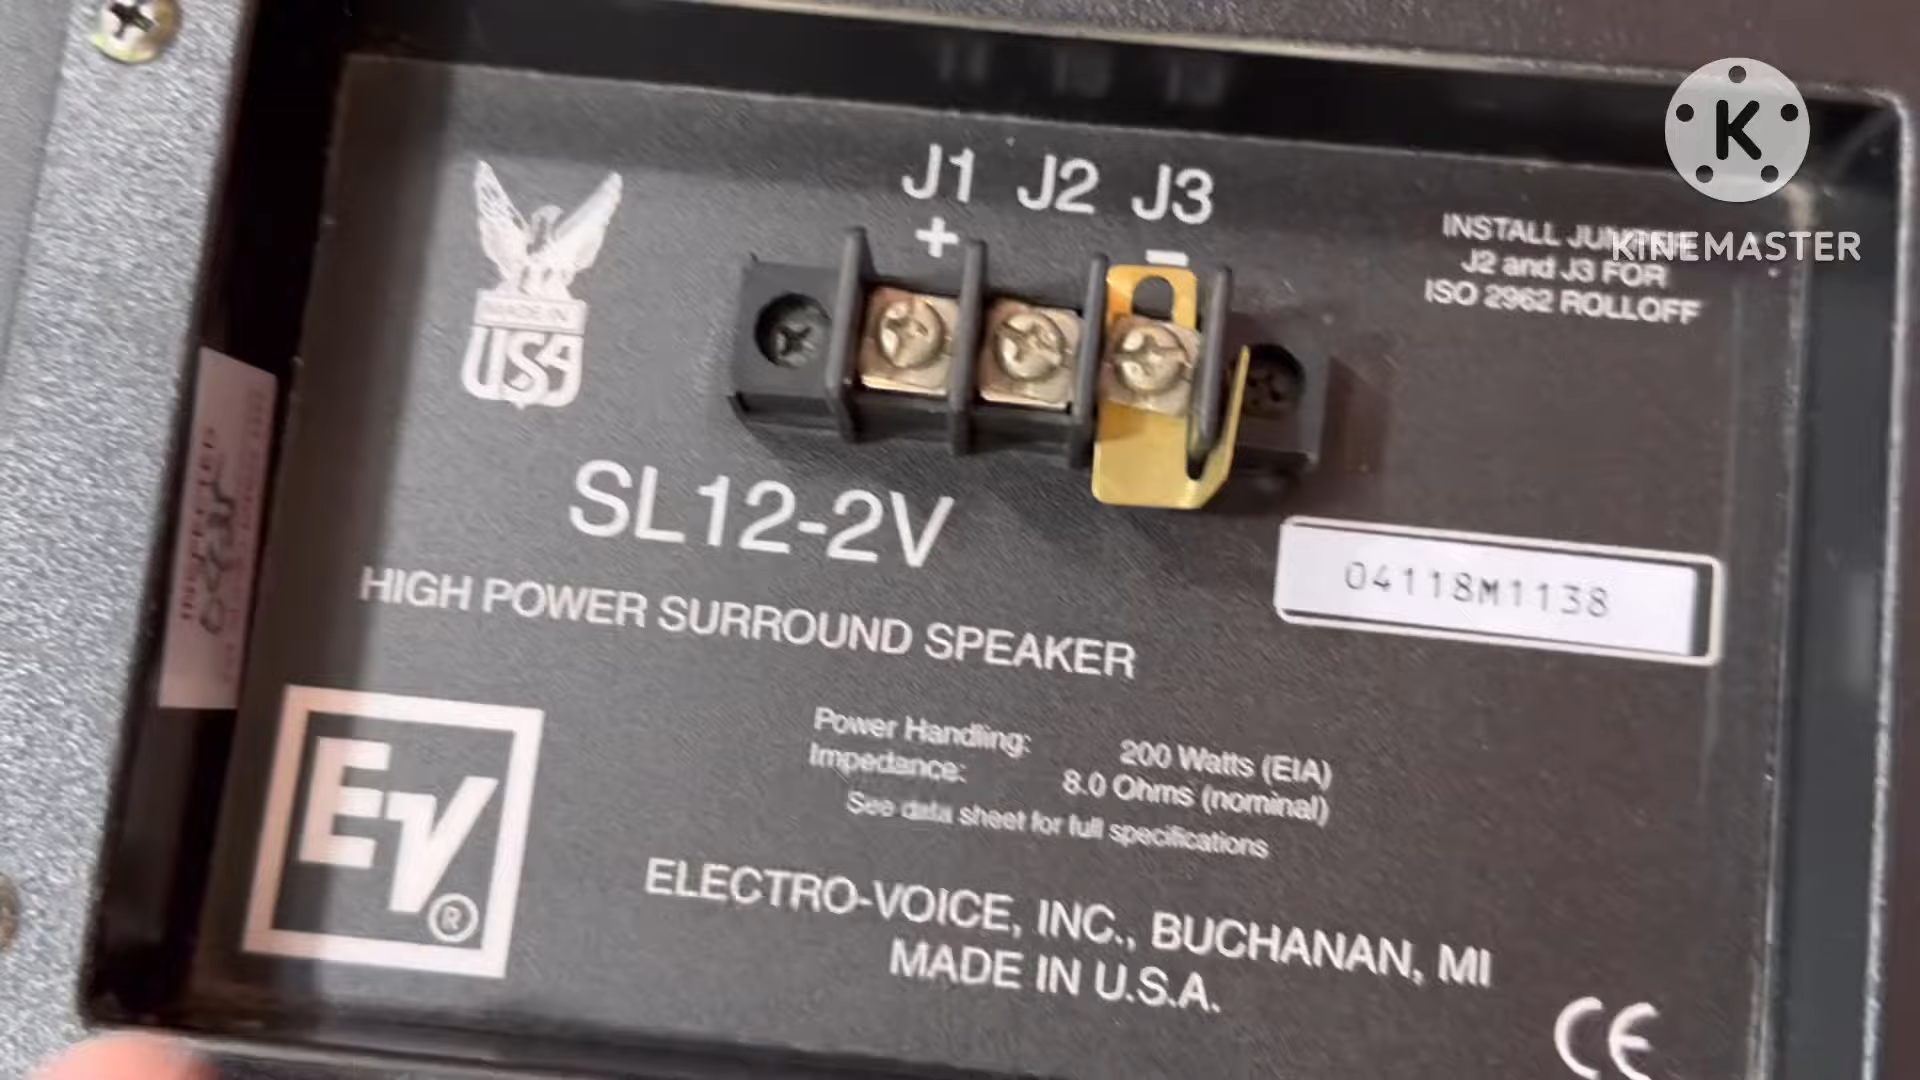 J1 J2 J3
+ -
K
KINEMASTER
INSTALL
J2 and J3 FOR
ISO 2962 ROLLOFF
MADE IN
USA
SL12-2V
04118M1138
HIGH POWER SURROUND SPEAKER
INSPECTED
Power Handling: 200 Watts (EIA)
Impedance: 8.0 Ohms (nominal)
See data sheet for full specifications
EV®
ELECTRO-VOICE, INC., BUCHANAN, MI
MADE IN U.S.A.
CE